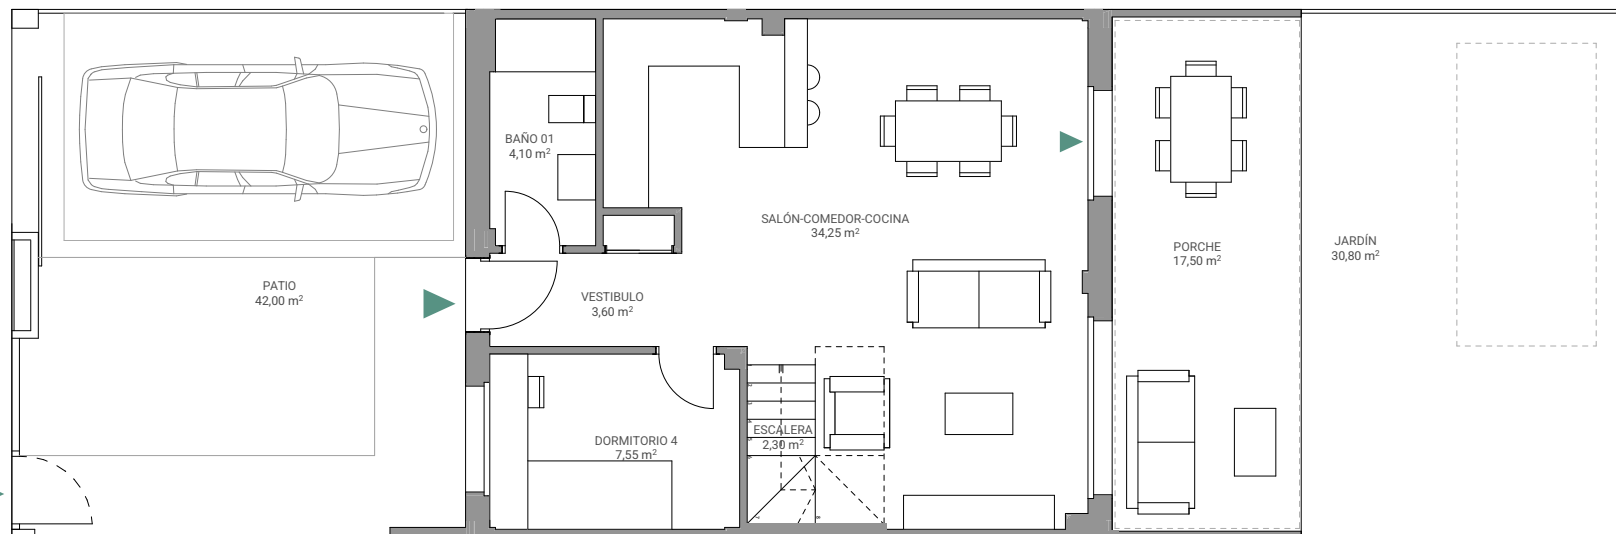 BAÑO 01
4,10 m²
SALÓN-COMEDOR-COCINA
34,25 m²
PORCHE
17,50 m²
JARDÍN
30,80 m²
PATIO
42,00 m²
VESTIBULO
3,60 m²
DORMITORIO 4
7,55 m²
ESCALERA
2,30 m²